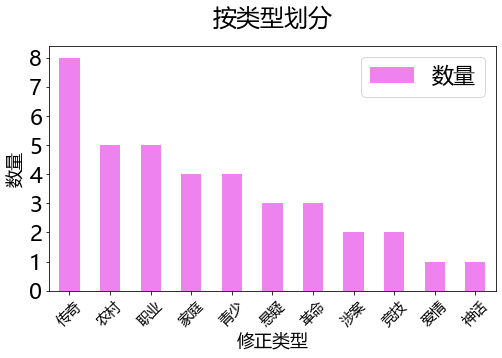 按类型划分
数量
8
7
6
5
4
3
2
1
0
数量
传奇
农村
职业
家庭
青少
悬疑
革命
涉案
竞技
爱情
神话
修正类型